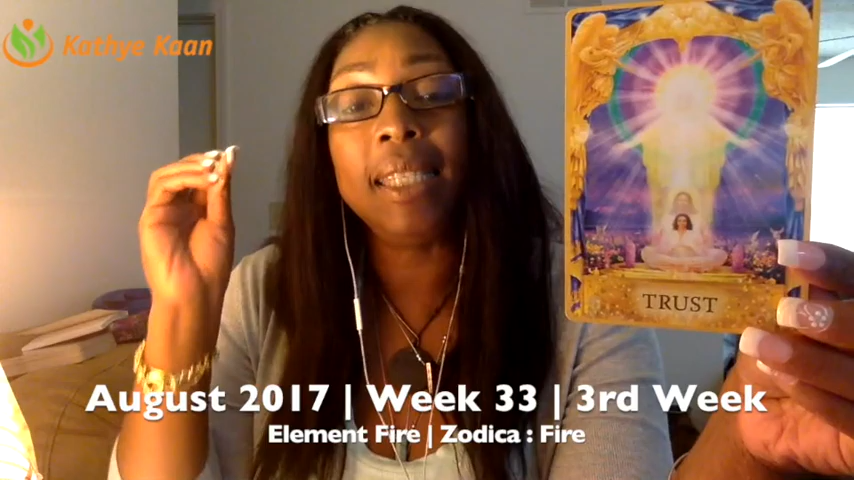 Kathye Kaan
TRUST
August 2017 | Week 33 | 3rd Week
Element Fire | Zodica : Fire